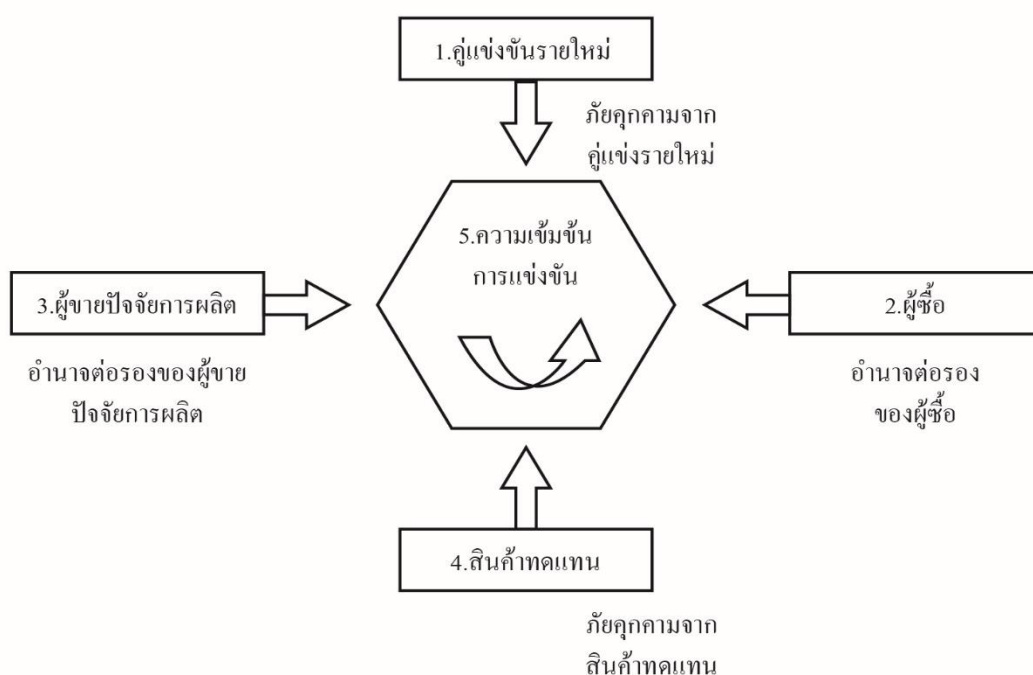 1.คู่แข่งขันรายใหม่
ภัยคุกคามจาก
คู่แข่งรายใหม่
5.ความเข้มข้น
การแข่งขัน
3.ผู้ขายปัจจัยการผลิต
2.ผู้ซื้อ
อำนาจต่อรองของผู้ขาย
ปัจจัยการผลิต
อำนาจต่อรอง
ของผู้ซื้อ
4.สินค้าทดแทน
ภัยคุกคามจาก
สินค้าทดแทน